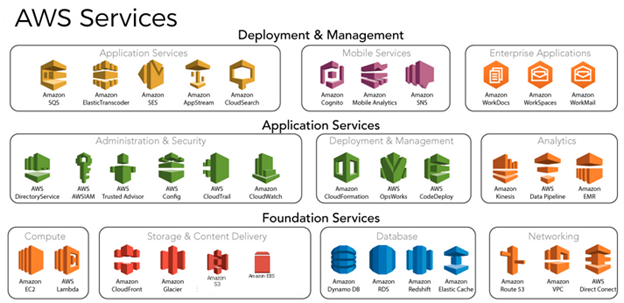 AWS Services
Deployment & Management
Application Services
Mobile Services
Enterprise Applications
Amazon SQS
Amazon ElasticTranscoder
Amazon SES
Amazon AppStream
Amazon CloudSearch
Amazon Cognito
Amazon Mobile Analytics
Amazon SNS
Amazon WorkDocs
Amazon WorkSpaces
Amazon WorkMail
Application Services
Administration & Security
Deployment & Management
Analytics
AWS DirectoryService
AWS AWSIAM
AWS Trusted Advisor
AWS Config
AWS CloudTrail
Amazon CloudWatch
Amazon CloudFormation
AWS OpsWorks
AWS CodeDeploy
Amazon Kinesis
AWS Data Pipeline
Amazon EMR
Foundation Services
Compute
Storage & Content Delivery
Database
Networking
Amazon EC2
AWS Lambda
Amazon CloudFront
Amazon Glacier
Amazon S3
Amazon EBS
Amazon Dynamo DB
Amazon RDS
Amazon Redshift
Amazon Elastic Cache
Amazon Route 53
Amazon VPC
AWS Direct Conect